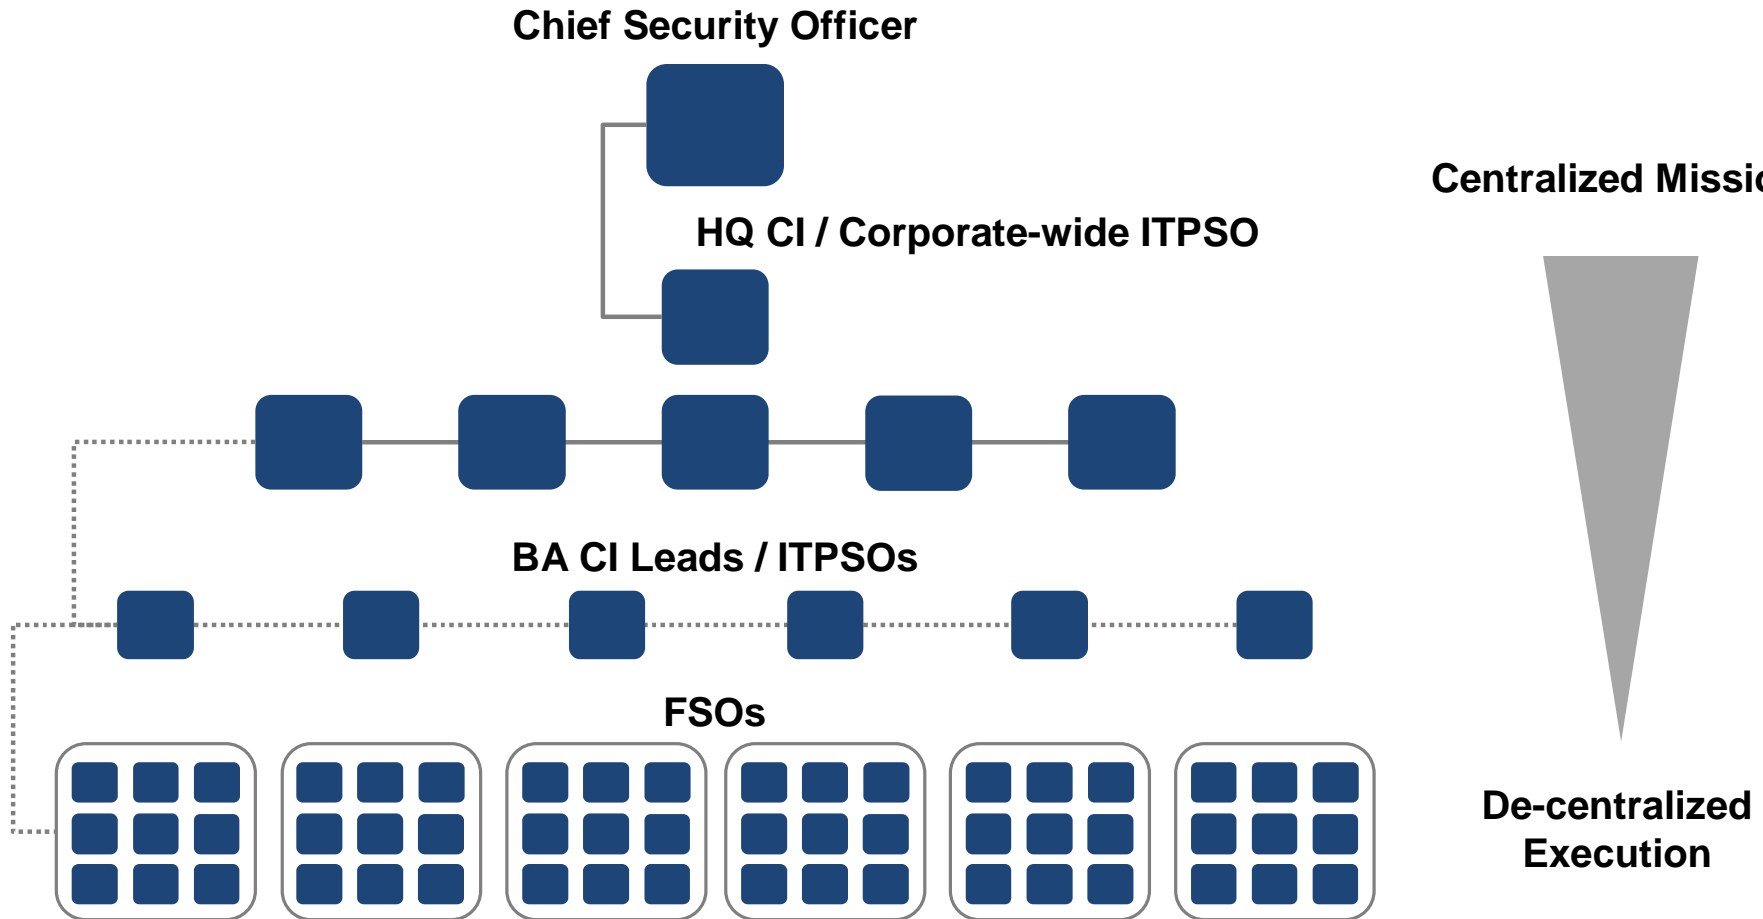 Chief Security Officer
Centralized Missio
HQ CI / Corporate-wide ITPSO
BA CI Leads / ITPSOs
FSOs
De-centralized
Execution